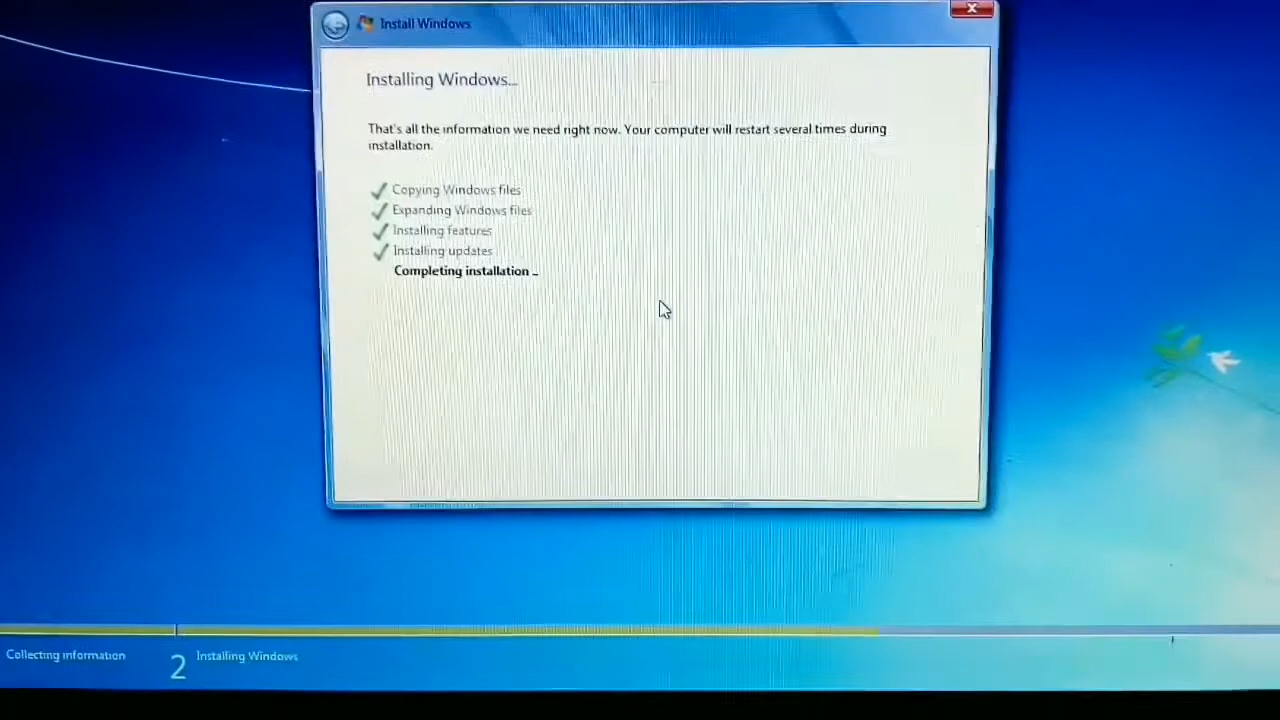 Install Windows
Installing Windows...
That's all the information we need right now. Your computer will restart several times during
installation.
Copying Windows files
Expanding Windows files
Installing features
Installing updates
Completing installation ...
Collecting information
2 Installing Windows